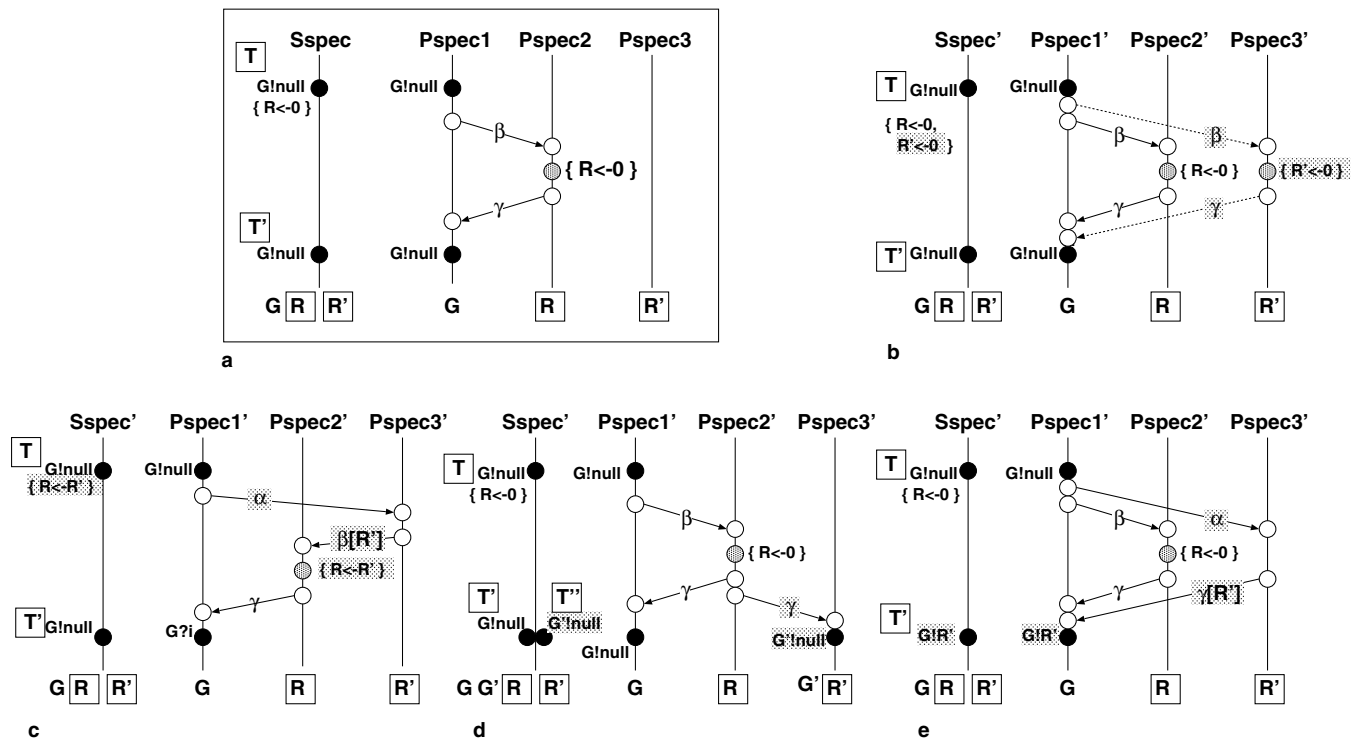 Sspec Pspec1 Pspec2 Pspec3
T
G!null G!null
{ R<-0 }
β
{ R<-0 }
γ
T'
G!null G!null
G R R' G R R'
a
Sspec' Pspec1' Pspec2' Pspec3'
T G!null G!null
{ R<-0,
R'<-0 }
β β
{ R<-0 } { R'<-0 }
γ γ
T' G!null G!null
G R R' G R R'
b
Sspec' Pspec1' Pspec2' Pspec3'
T
G!null G!null
{ R<-R' }
α
β[R']
{ R<-R' }
γ
T' G!null G?i
G R R' G R R'
c
Sspec' Pspec1' Pspec2' Pspec3'
T G!null G!null
{ R<-0 }
β
{ R<-0 }
γ γ
T' T''
G!null G'!null G!null G'!null
G G' R R' G R G' R'
d
Sspec' Pspec1' Pspec2' Pspec3'
T
G!null G!null
{ R<-0 }
α
β
{ R<-0 }
γ γ[R']
T'
G!R' G!R'
G R R' G R R'
e